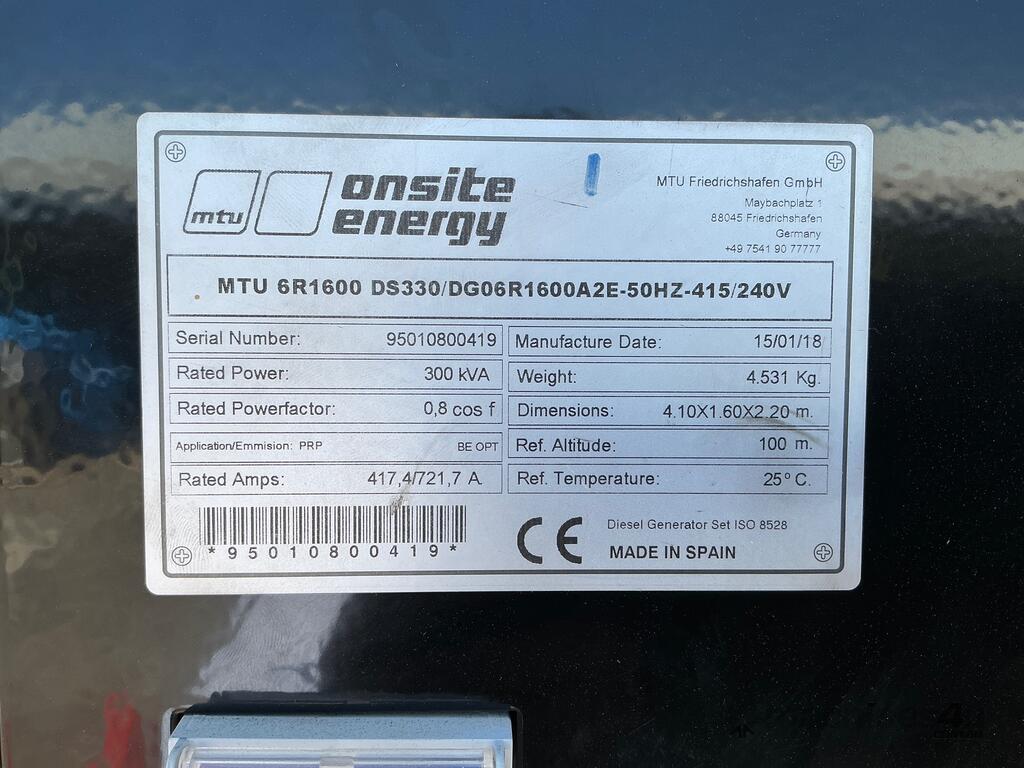 mtu
onsite
energy
MTU Friedrichshafen GmbH
Maybachplatz 1
88045 Friedrichshafen
Germany
+49 7541 90 77777
MTU 6R1600 DS330/DG06R1600A2E-50HZ-415/240V
Serial Number: 95010800419
Manufacture Date: 15/01/18
Rated Power: 300 kVA
Weight: 4.531 Kg.
Rated Powerfactor: 0,8 cos f
Dimensions: 4.10X1.60X2.20 m.
Application/Emmision: PRP BE OPT
Ref. Altitude: 100 m.
Rated Amps: 417,4/721,7 A.
Ref. Temperature: 25º C.
*95010800419*
CE
Diesel Generator Set ISO 8528
MADE IN SPAIN